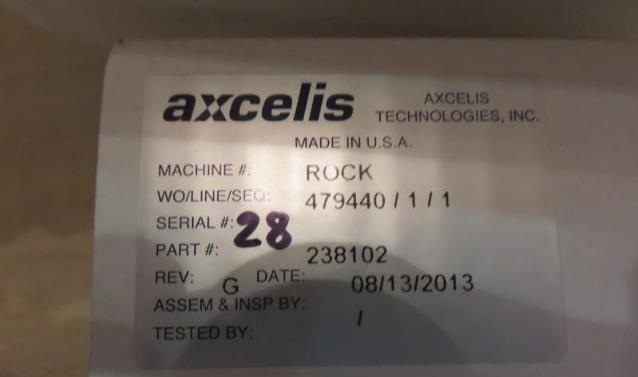 axcelis AXCELIS
TECHNOLOGIES, INC.
MADE IN U.S.A.
MACHINE #: ROCK
WO/LINE/SEQ: 479440 / 1 / 1
SERIAL #: 28
PART #: 238102
REV: G DATE: 08/13/2013
ASSEM & INSP BY: /
TESTED BY: